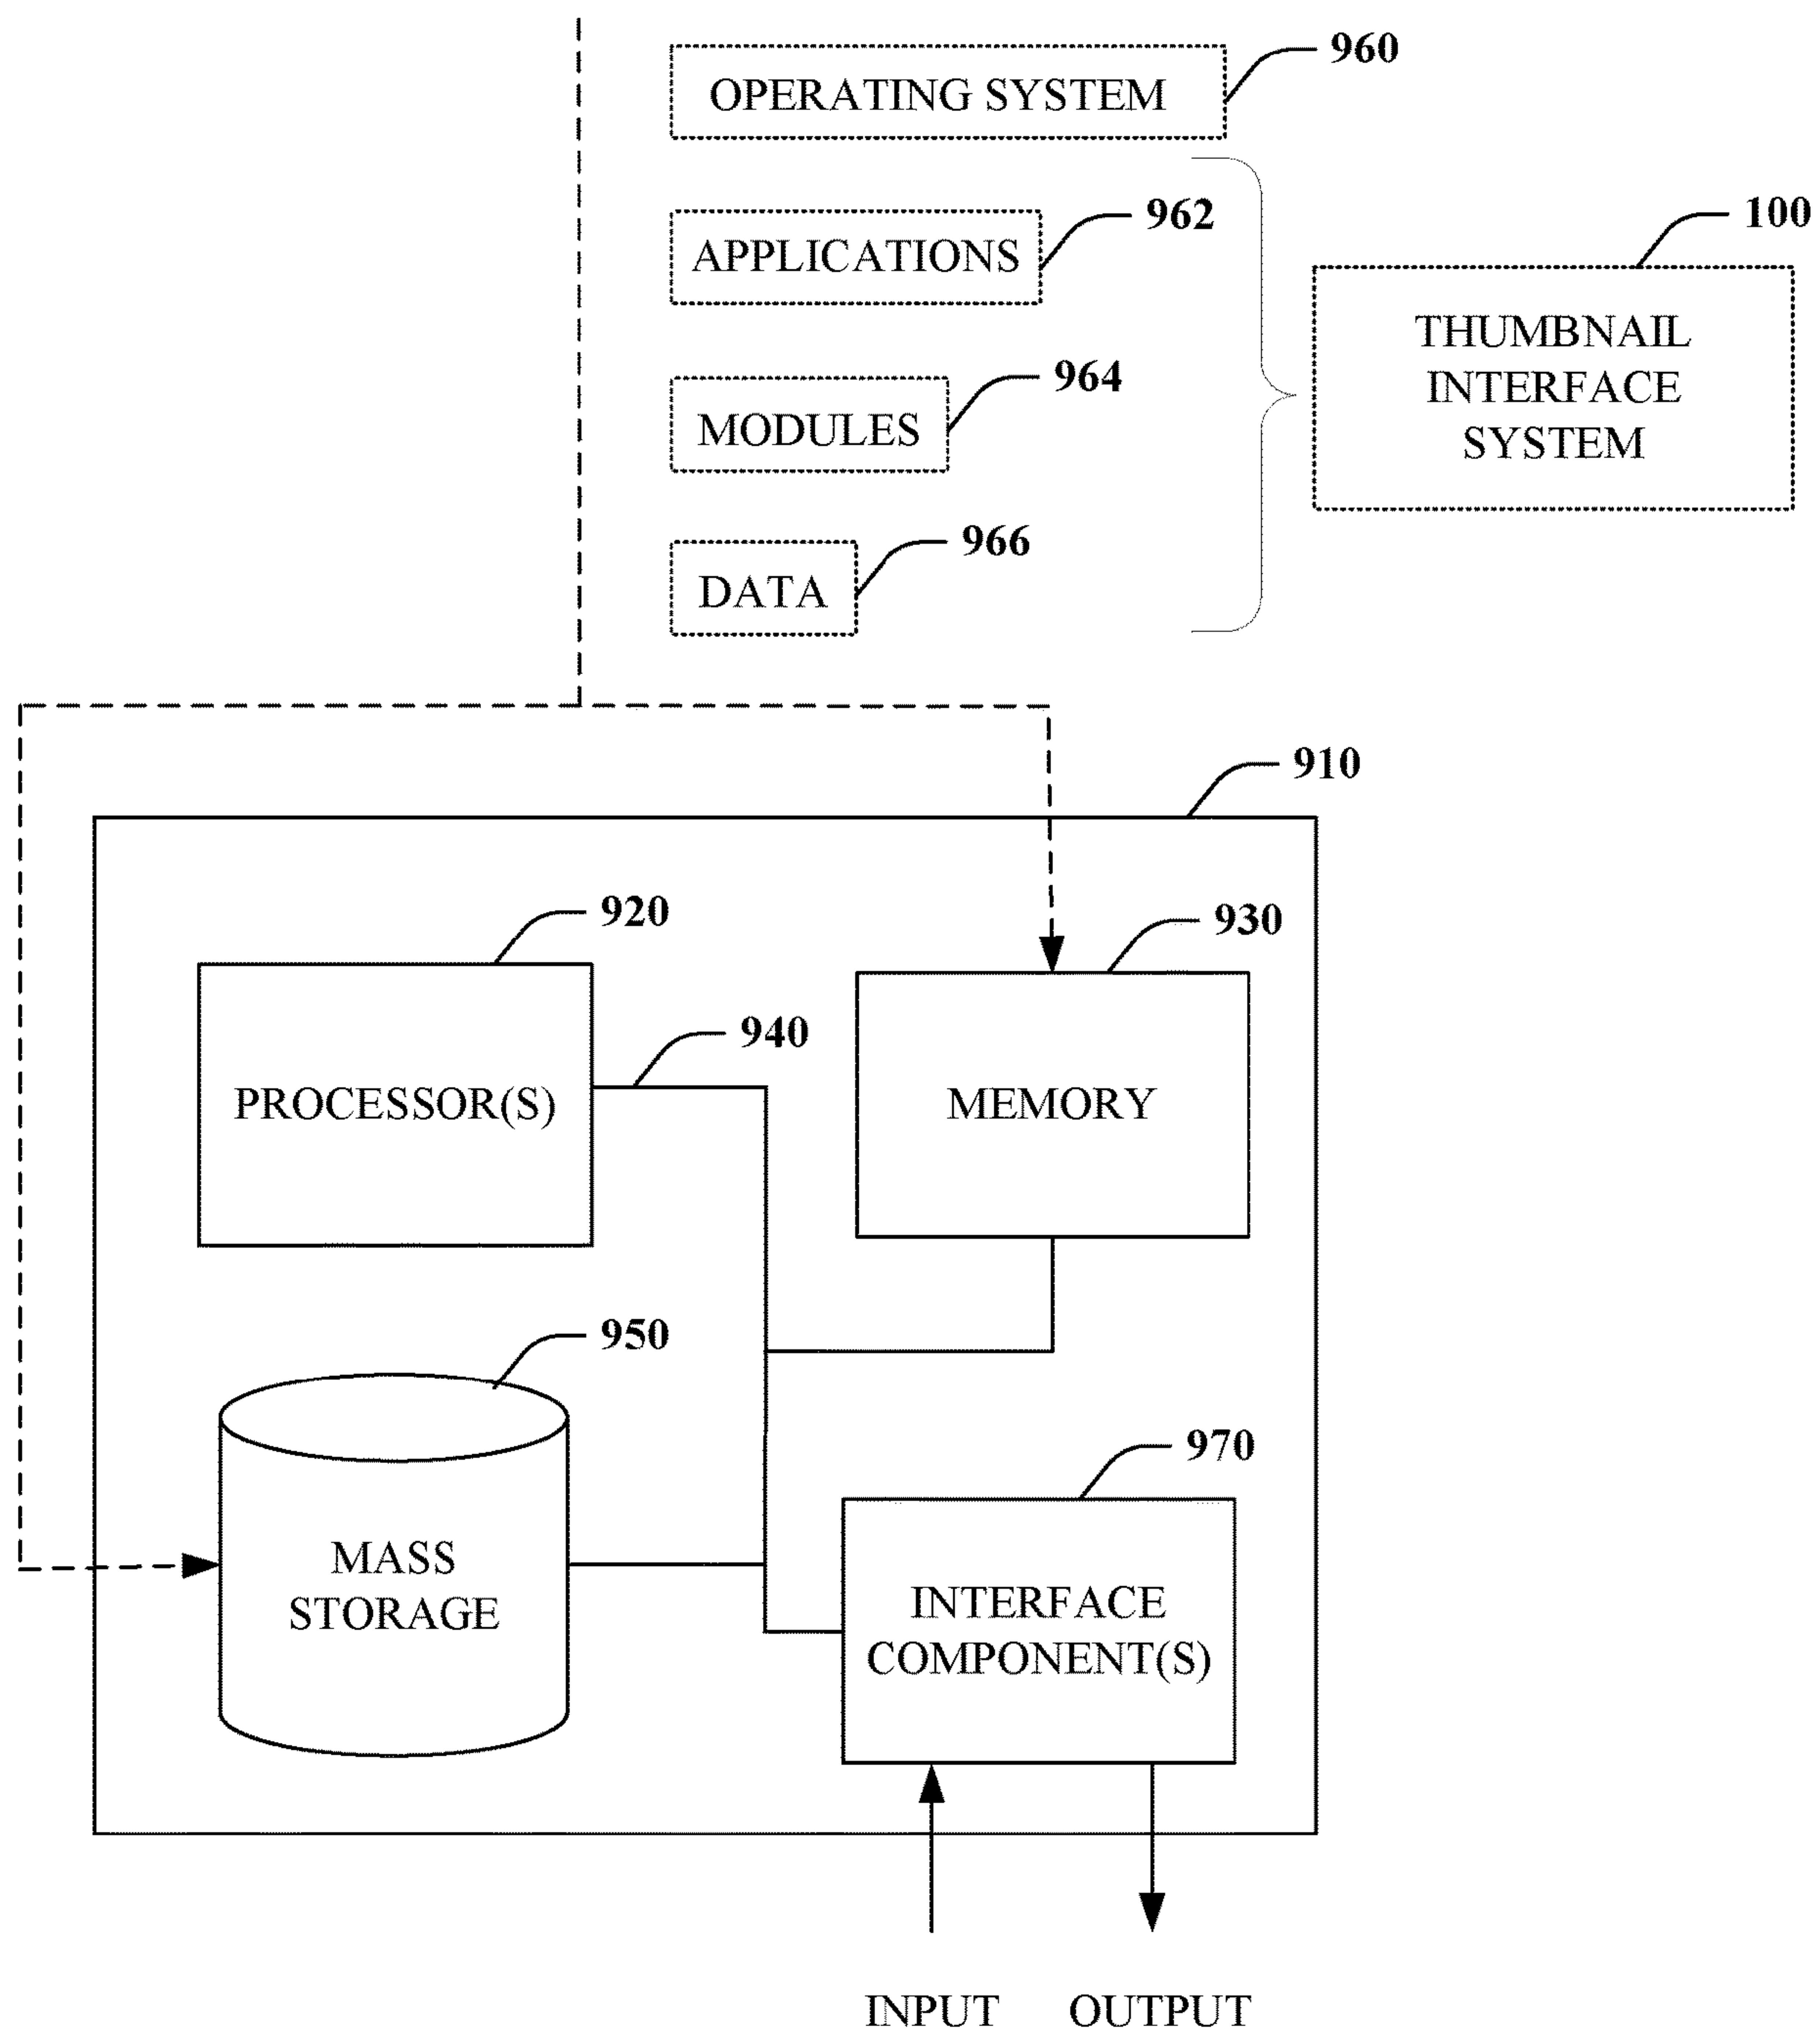 960
OPERATING SYSTEM
962
APPLICATIONS
100
THUMBNAIL
INTERFACE
SYSTEM
964
MODULES
966
DATA
910
920
PROCESSOR(S)
930
MEMORY
940
950
MASS
STORAGE
970
INTERFACE
COMPONENT(S)
INPUT
OUTPUT